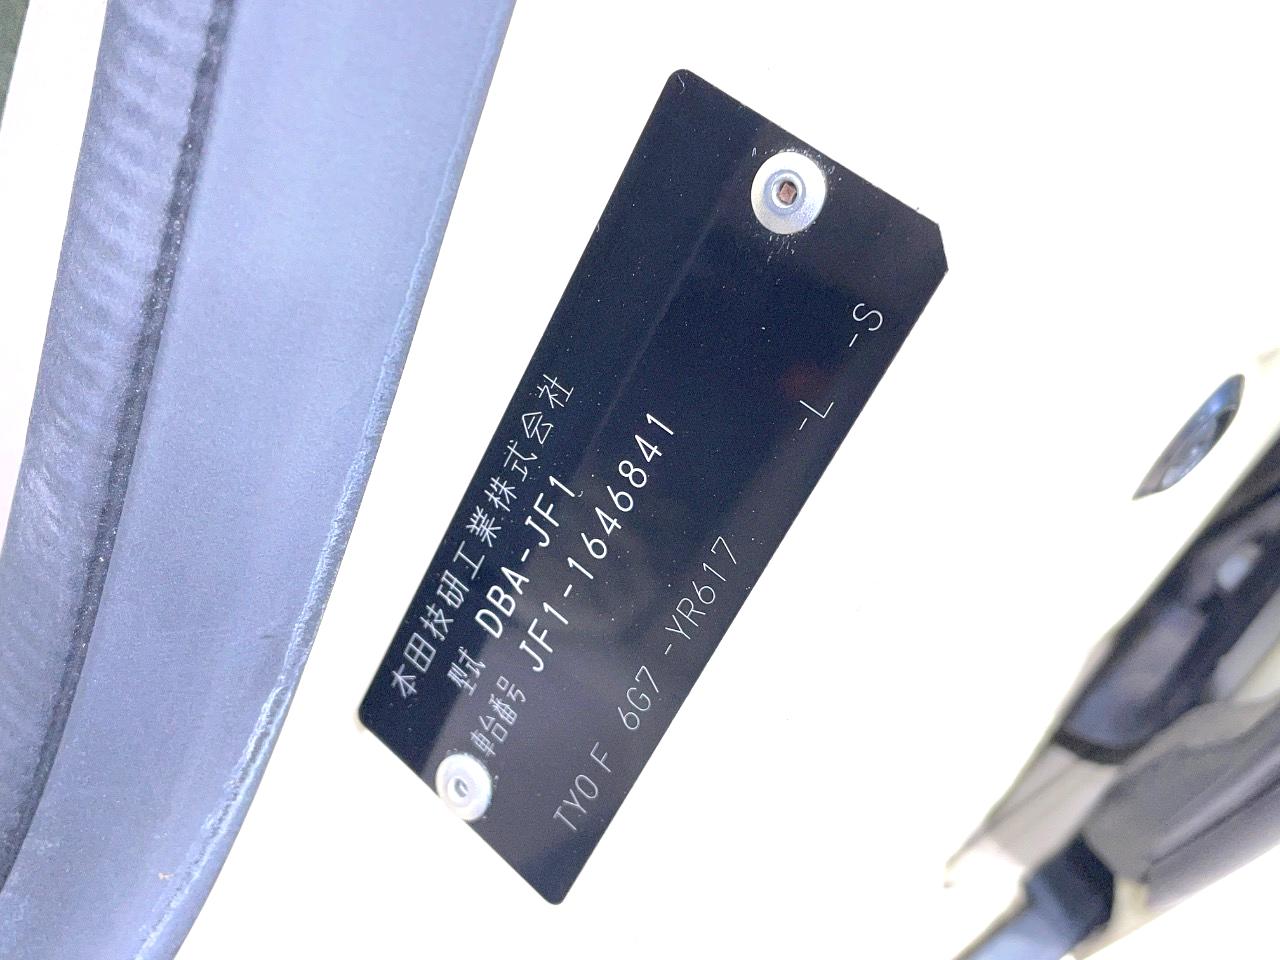 本田技研工業株式会社
型式 DBA-JF1
車台番号 JF1-1646841
TYO F 6G7 -YR617 -L -S